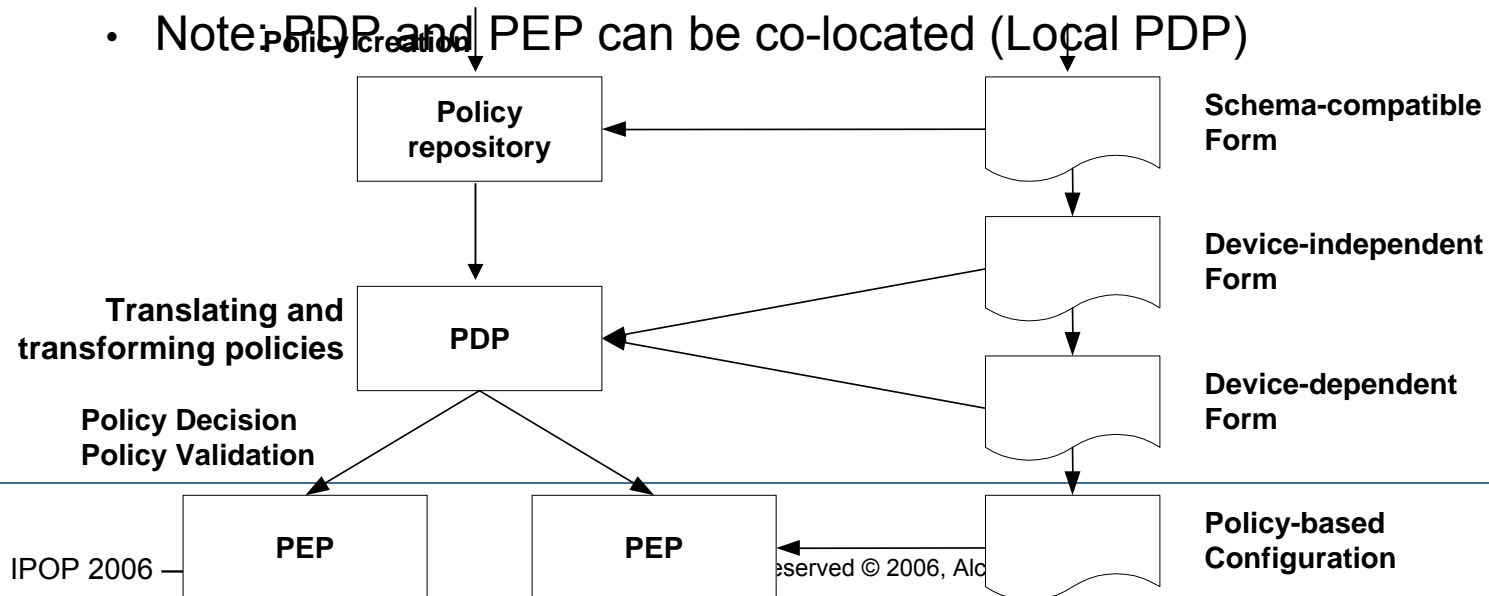 • Note: PDP and PEP can be co-located (Local PDP)
Policy creation
Policy
repository
Schema-compatible
Form
Device-independent
Form
Translating and
transforming policies
PDP
Device-dependent
Form
Policy Decision
Policy Validation
PEP
PEP
Policy-based
Configuration
IPOP 2006 —
© 2006,